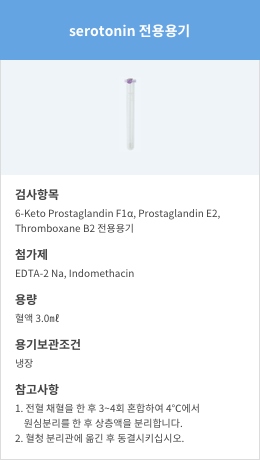 serotonin 전용용기
검사항목
6-Keto Prostaglandin F1α, Prostaglandin E2,
Thromboxane B2 전용용기
첨가제
EDTA-2 Na, Indomethacin
용량
혈액 3.0㎖
용기보관조건
냉장
참고사항
1. 전혈 채혈을 한 후 3~4회 혼합하여 4℃에서
원심분리를 한 후 상층액을 분리합니다.
2. 혈청 분리관에 옮긴 후 동결시키십시오.